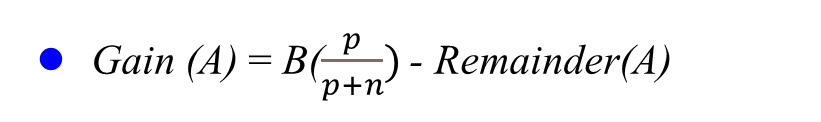 ● Gain (A) = B(p/(p+n)) - Remainder(A)